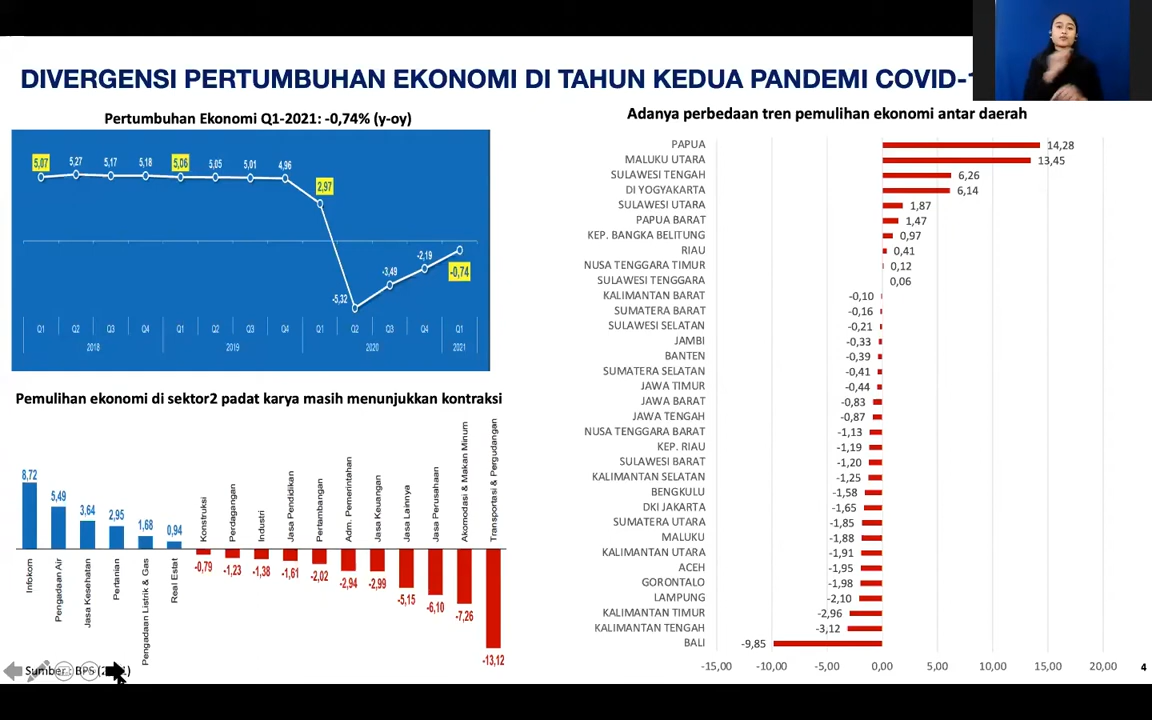 DIVERGENSI PERTUMBUHAN EKONOMI DI TAHUN KEDUA PANDEMI COVID-
Pertumbuhan Ekonomi Q1-2021: -0,74% (y-oy)
5,07 5,27 5,17 5,18 5,06 5,05 5,01 4,96 2,97 -5,32 -3,49 -2,19 -0,74
Q1 Q2 Q3 Q4 Q1 Q2 Q3 Q4 Q1 Q2 Q3 Q4 Q1
2018 2019 2020 2021
Pemulihan ekonomi di sektor2 padat karya masih menunjukkan kontraksi
8,72 5,49 3,64 2,95 1,68 0,94
Konstruksi
Perdagangan
Industri
Jasa Pendidikan
Pertambangan
Adm. Pemerintahan
Jasa Keuangan
Jasa Lainnya
Jasa Perusahaan
Akomodasi & Makan Minum
Transportasi & Pergudangan
Infokom
Pengadaan Air
Jasa Kesehatan
Pertanian
Pengadaan Listrik & Gas
Real Estat
-0,79 -1,23 -1,38 -1,61 -2,02 -2,94 -2,99 -5,15 -6,10 -7,26 -13,12
Sumber : BPS
Adanya perbedaan tren pemulihan ekonomi antar daerah
PAPUA 14,28
MALUKU UTARA 13,45
SULAWESI TENGAH 6,26
DI YOGYAKARTA 6,14
SULAWESI UTARA 1,87
PAPUA BARAT 1,47
KEP. BANGKA BELITUNG 0,97
RIAU 0,41
NUSA TENGGARA TIMUR 0,12
SULAWESI TENGGARA 0,06
KALIMANTAN BARAT -0,10
SUMATERA BARAT -0,16
SULAWESI SELATAN -0,21
JAMBI -0,33
BANTEN -0,39
SUMATERA SELATAN -0,41
JAWA TIMUR -0,44
JAWA BARAT -0,83
JAWA TENGAH -0,87
NUSA TENGGARA BARAT -1,13
KEP. RIAU -1,19
SULAWESI BARAT -1,20
KALIMANTAN SELATAN -1,25
BENGKULU -1,58
DKI JAKARTA -1,65
SUMATERA UTARA -1,85
MALUKU -1,88
KALIMANTAN UTARA -1,91
ACEH -1,95
GORONTALO -1,98
LAMPUNG -2,10
KALIMANTAN TIMUR -2,96
KALIMANTAN TENGAH -3,12
BALI -9,85
-15,00 -10,00 -5,00 0,00 5,00 10,00 15,00 20,00
4